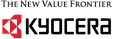 THE NEW VALUE FRONTIER
KYOCERA